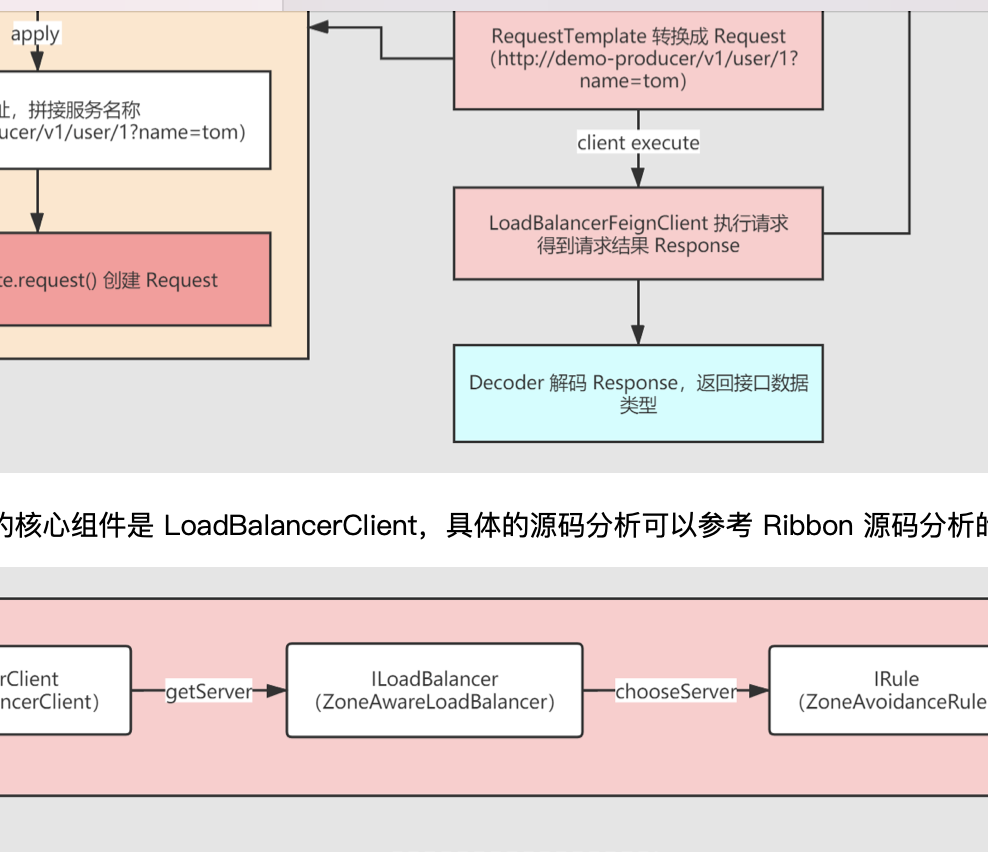 apply
RequestTemplate 转换成 Request
（http://demo-producer/v1/user/1?
name=tom）
址，拼接服务名称
ucer/v1/user/1?name=tom）
client execute
LoadBalancerFeignClient 执行请求
得到请求结果 Response
te.request() 创建 Request
Decoder 解码 Response，返回接口数据
类型
的核心组件是 LoadBalancerClient，具体的源码分析可以参考 Ribbon 源码分析的
rClient
ncerClient）
getServer
ILoadBalancer
（ZoneAwareLoadBalancer）
chooseServer
IRule
（ZoneAvoidanceRule